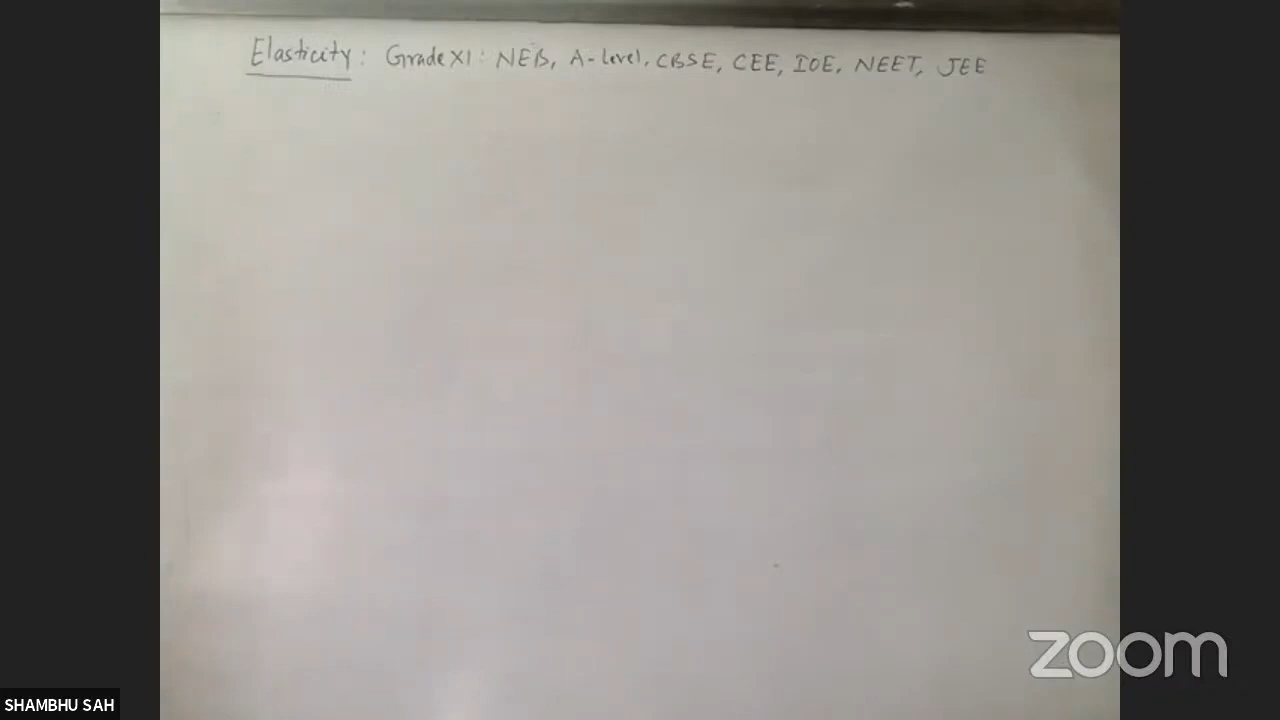 Elasticity: Grade XI: NEB, A-Level, CBSE, CEE, IOE, NEET, JEE
zoom
SHAMBHU SAH